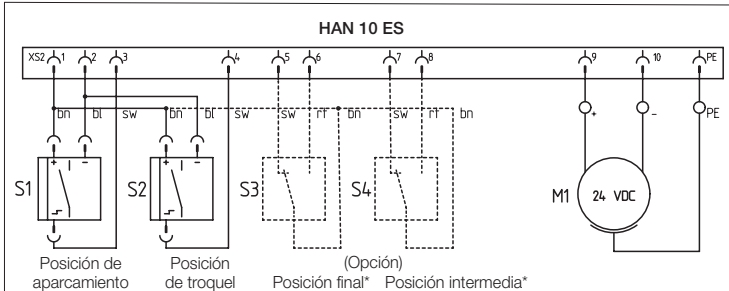 HAN 10 ES
XS2 1 2 3 4 5 6 7 8 9 10 PE
bn bl sw bn bl sw sw rt bn sw rt bn + - PE
+ - + -
S1 S2 S3 S4 M1 24 VDC
(Opción)
Posición de aparcamiento
Posición de troquel
Posición final* Posición intermedia*